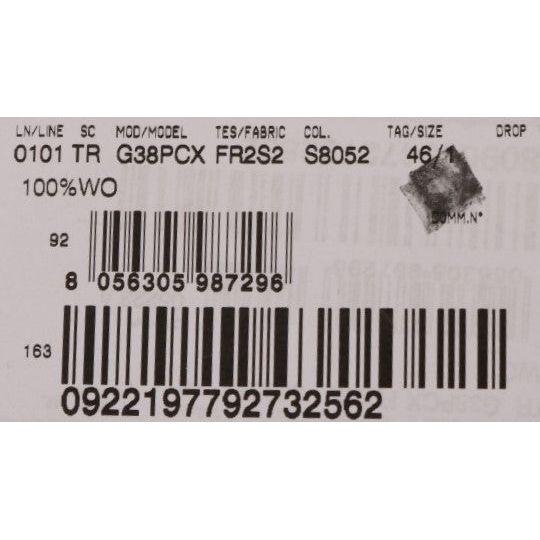 LN/LINE SC MOD/MODEL TES/FABRIC COL. TAG/SIZE DROP
0101 TR G38PCX FR2S2 S8052 46/1
COMM.N°
100%WO
92
8 056305 987296
163
0922197792732562